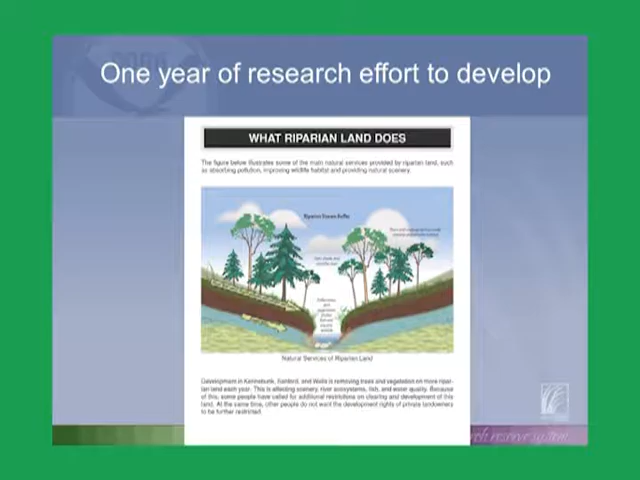 One year of research effort to develop
WHAT RIPARIAN LAND DOES
The figure below illustrates some of the main natural services provided by riparian land, such
as absorbing pollution, improving wildlife habitat and providing natural scenery.
Riparian Stream Buffer
Natural Services of Riparian Land
Development in Kennebunk, Sanford, and Wells is removing trees and vegetation on more ripar-
ian land each year. This is affecting scenery, river ecosystems, fish, and water quality. Because
of this, some people have called for additional restrictions on clearing and development of this
land. At the same time, other people do not want the development rights of private landowners
to be further restricted.
reserve system